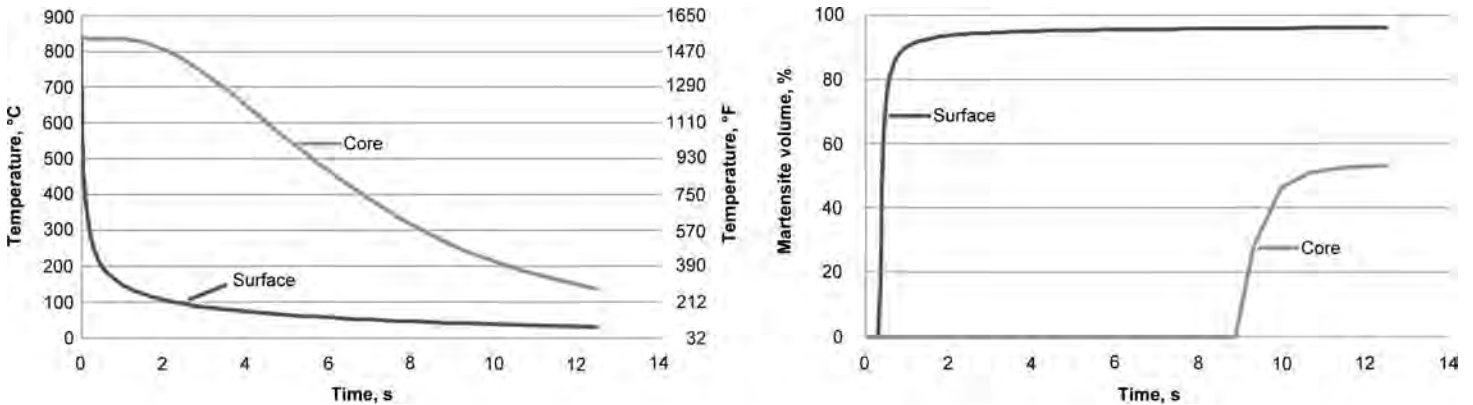 900
800
700
600
500
400
300
200
100
0
Temperature, °C
1650
1470
1290
1110
930
750
570
390
212
32
Temperature, °F
Core
Surface
0 2 4 6 8 10 12 14
Time, s
100
80
60
40
20
0
Martensite volume, %
Surface
Core
0 2 4 6 8 10 12 14
Time, s